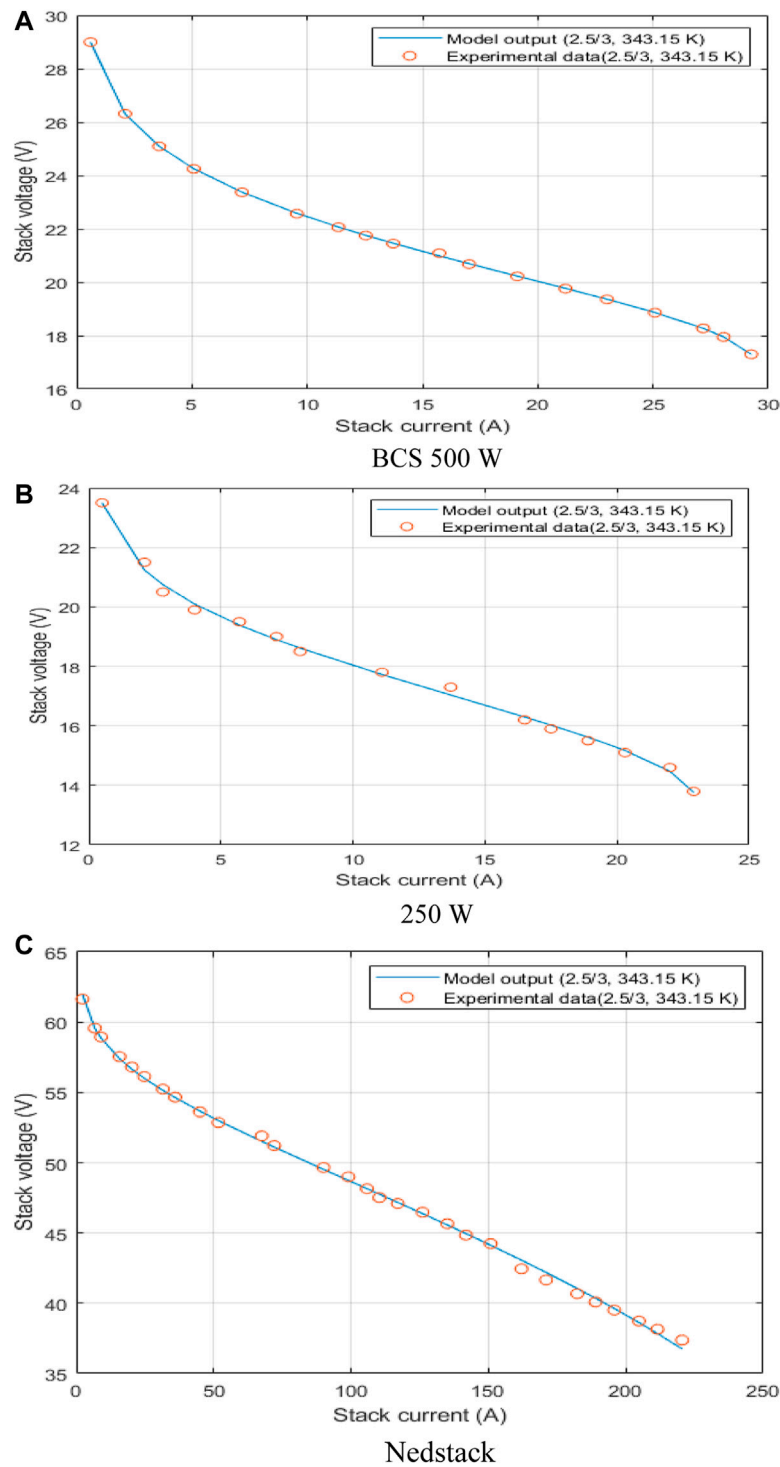 A
30
28
26
24
22
20
18
16
Stack voltage (V)
Model output (2.5/3, 343.15 K)
Experimental data(2.5/3, 343.15 K)
0 5 10 15 20 25 30
Stack current (A)
BCS 500 W
B
24
22
20
18
16
14
12
Stack voltage (V)
Model output (2.5/3, 343.15 K)
Experimental data(2.5/3, 343.15 K)
0 5 10 15 20 25
Stack current (A)
250 W
C
65
60
55
50
45
40
35
Stack voltage (V)
Model output (2.5/3, 343.15 K)
Experimental data(2.5/3, 343.15 K)
0 50 100 150 200 250
Stack current (A)
Nedstack